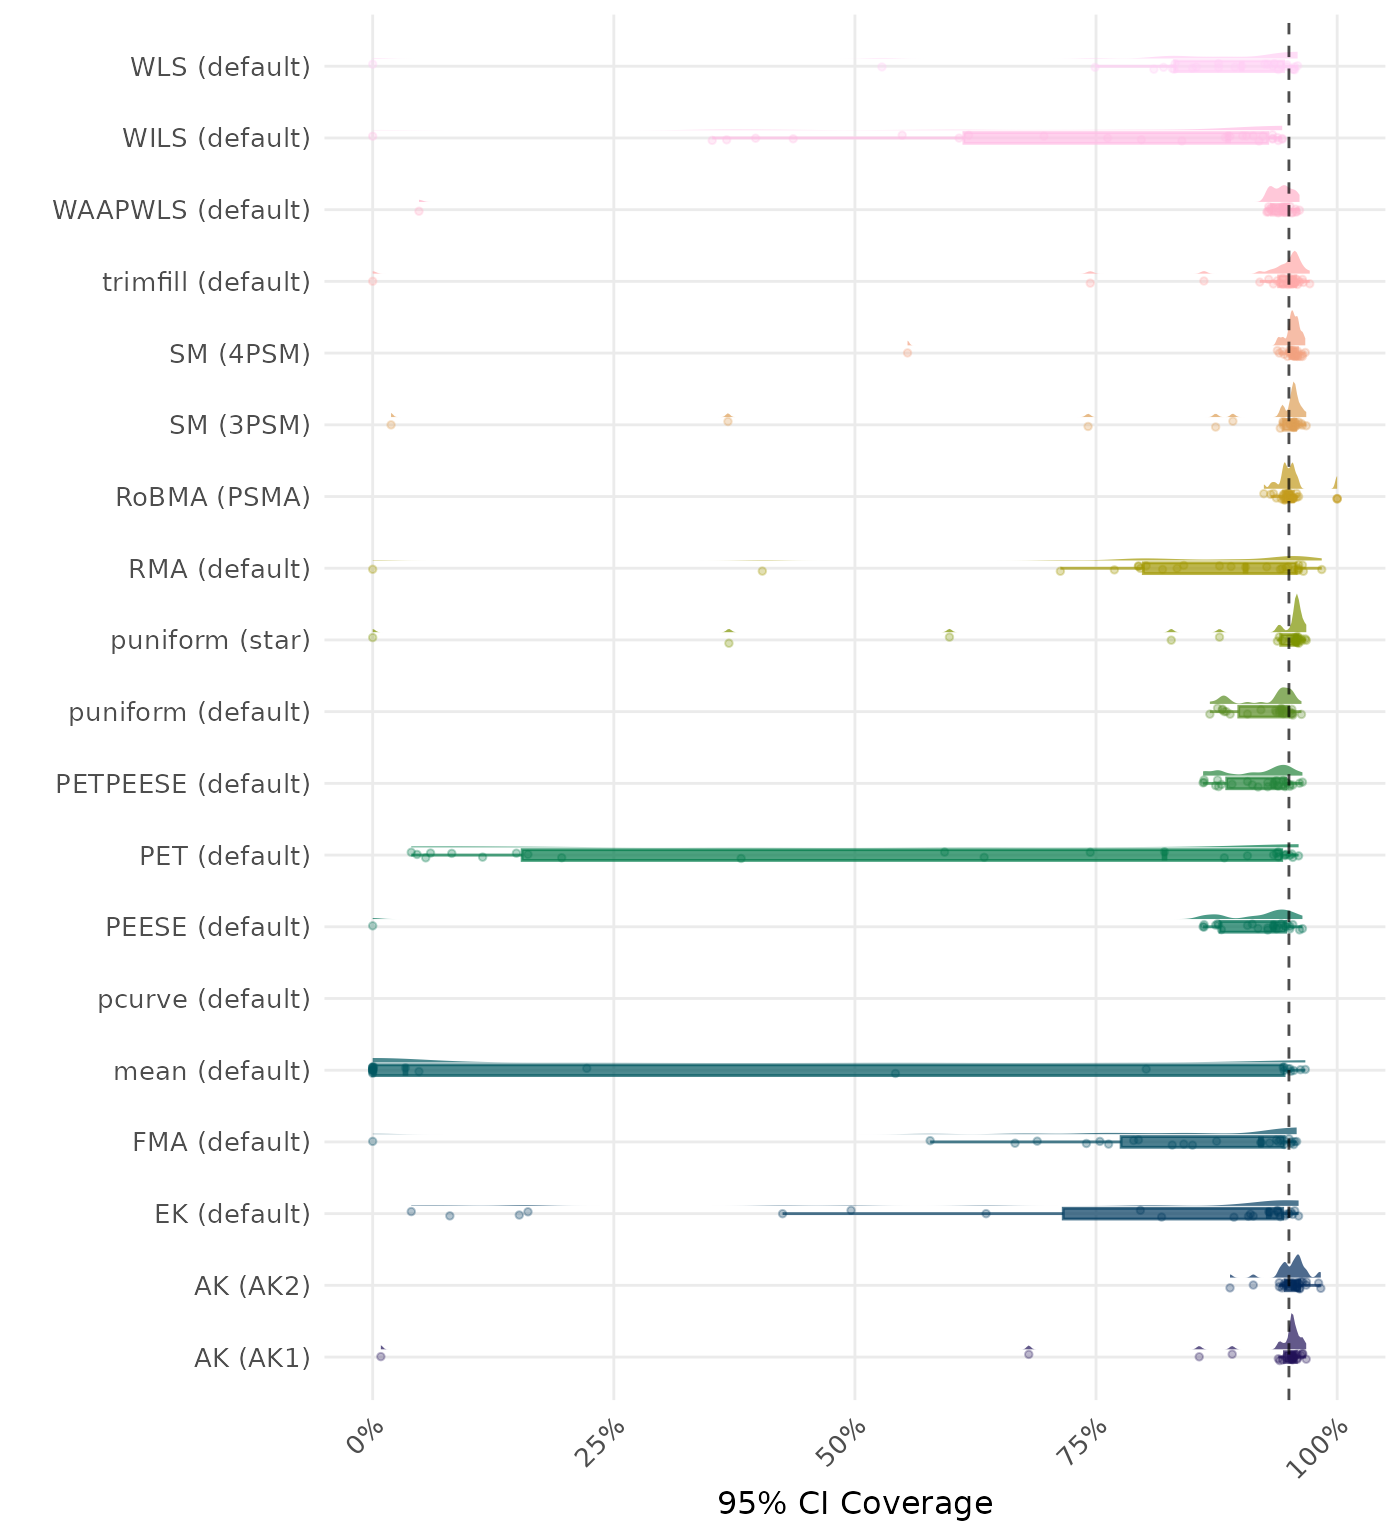 WLS (default)
WILS (default)
WAAPWLS (default)
trimfill (default)
SM (4PSM)
SM (3PSM)
RoBMA (PSMA)
RMA (default)
puniform (star)
puniform (default)
PETPEESE (default)
PET (default)
PEESE (default)
pcurve (default)
mean (default)
FMA (default)
EK (default)
AK (AK2)
AK (AK1)
0%
25%
50%
75%
100%
95% CI Coverage